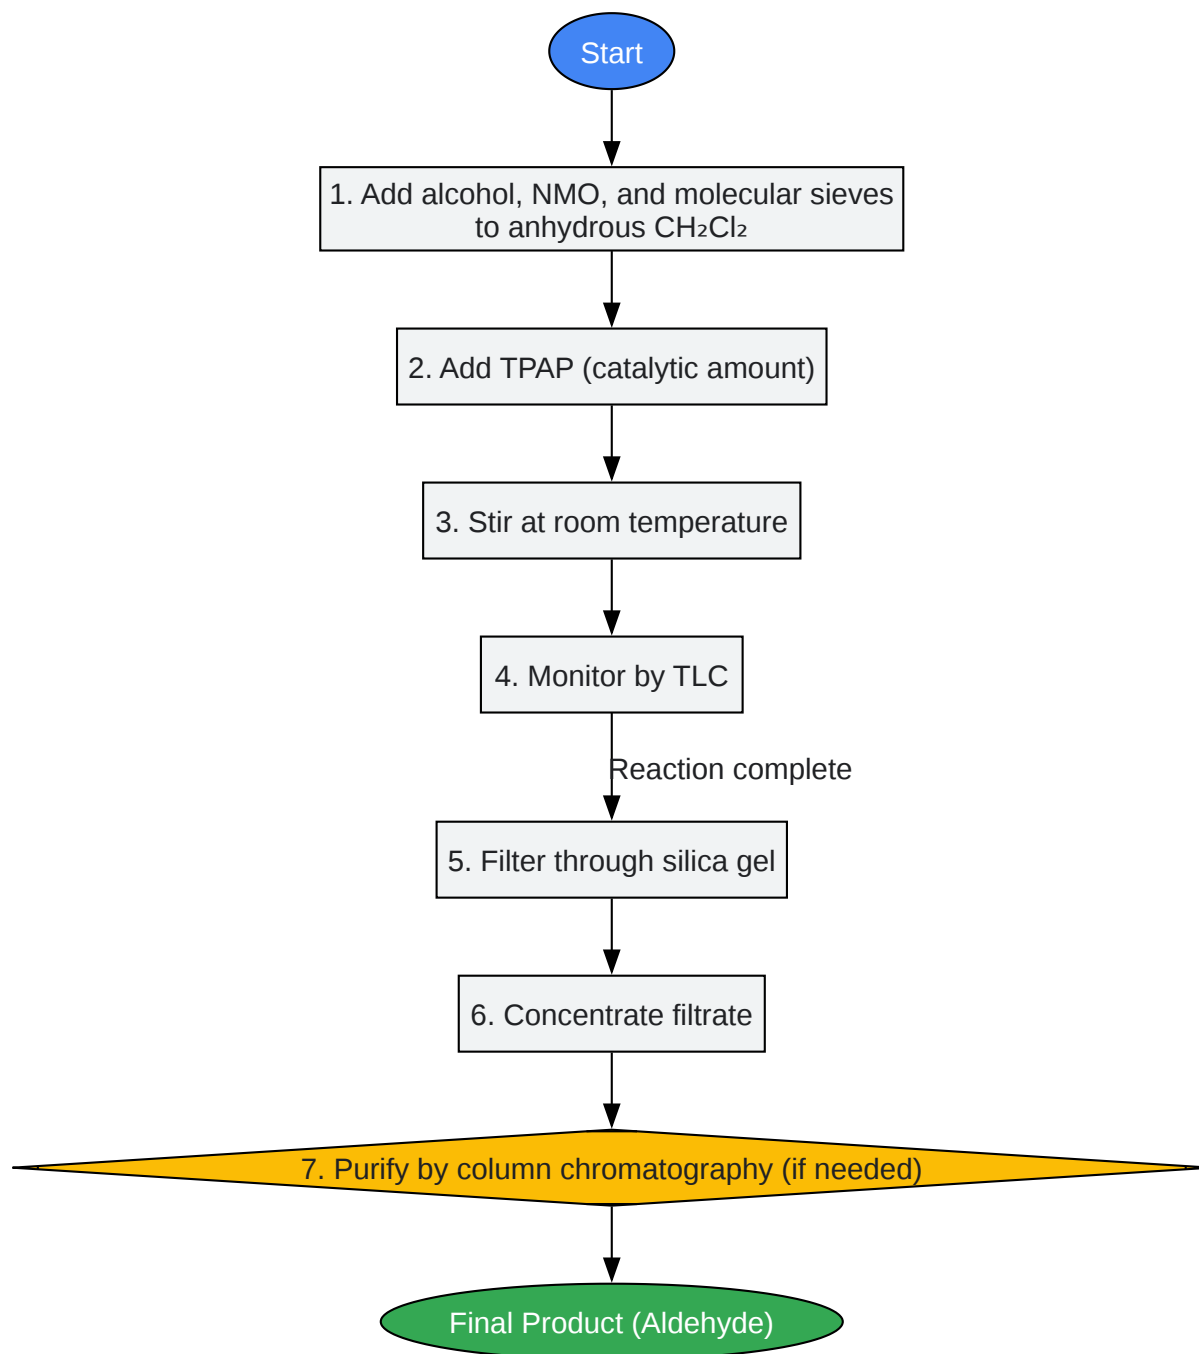 Start
1. Add alcohol, NMO, and molecular sieves
to anhydrous CH₂Cl₂
2. Add TPAP (catalytic amount)
3. Stir at room temperature
4. Monitor by TLC
Reaction complete
5. Filter through silica gel
6. Concentrate filtrate
7. Purify by column chromatography (if needed)
Final Product (Aldehyde)